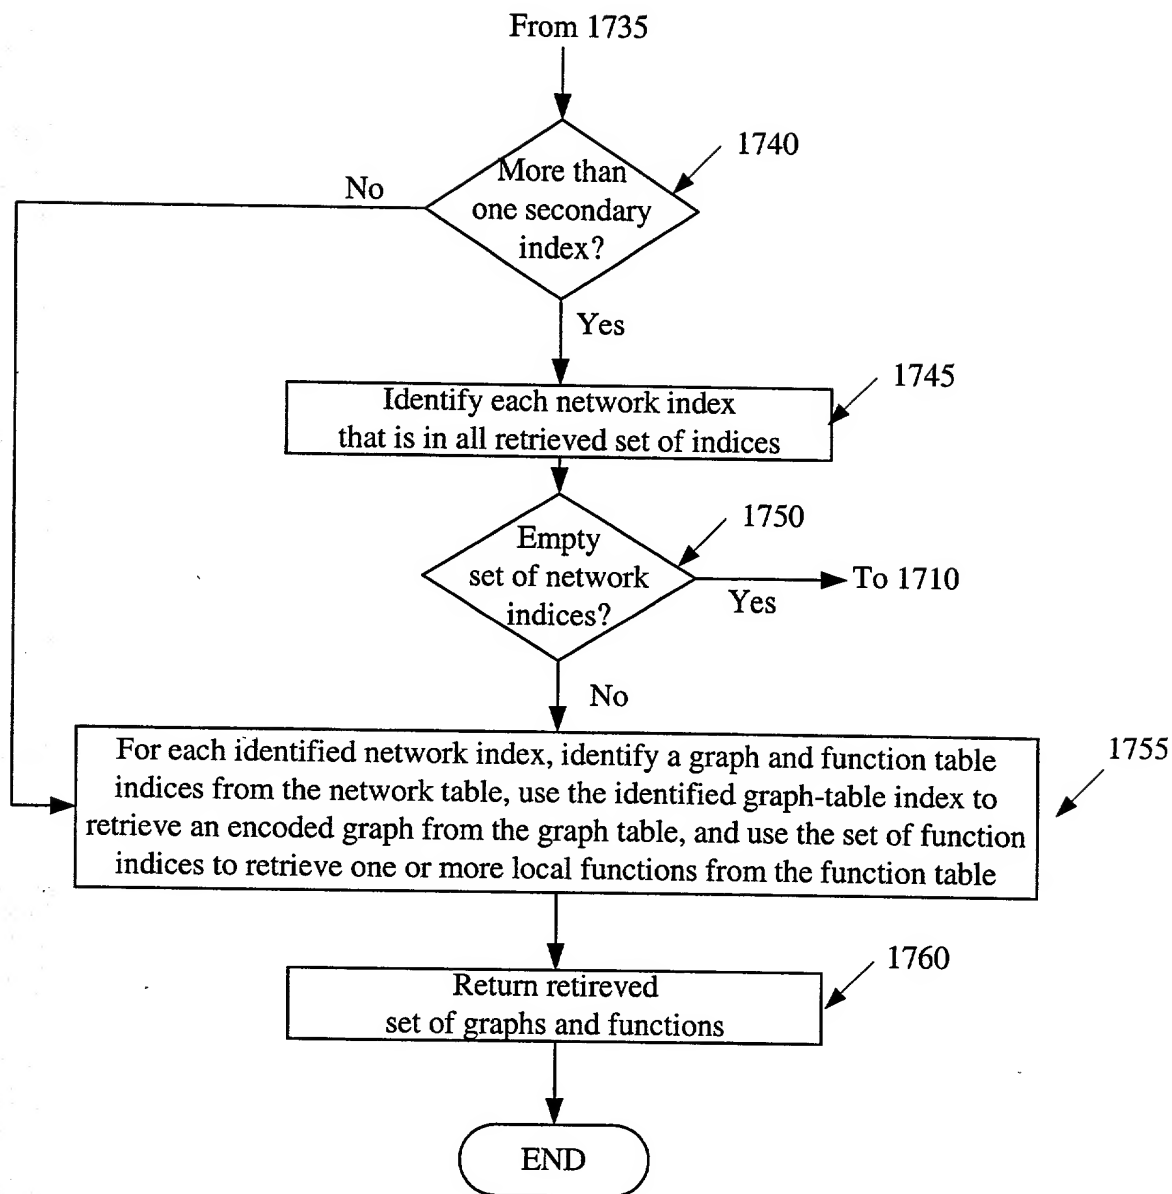 From 1735
1740
More than
one secondary
index?
No
Yes
1745
Identify each network index
that is in all retrieved set of indices
1750
Empty
set of network
indices?
To 1710
Yes
No
1755
For each identified network index, identify a graph and function table
indices from the network table, use the identified graph-table index to
retrieve an encoded graph from the graph table, and use the set of function
indices to retrieve one or more local functions from the function table
1760
Return retireved
set of graphs and functions
END